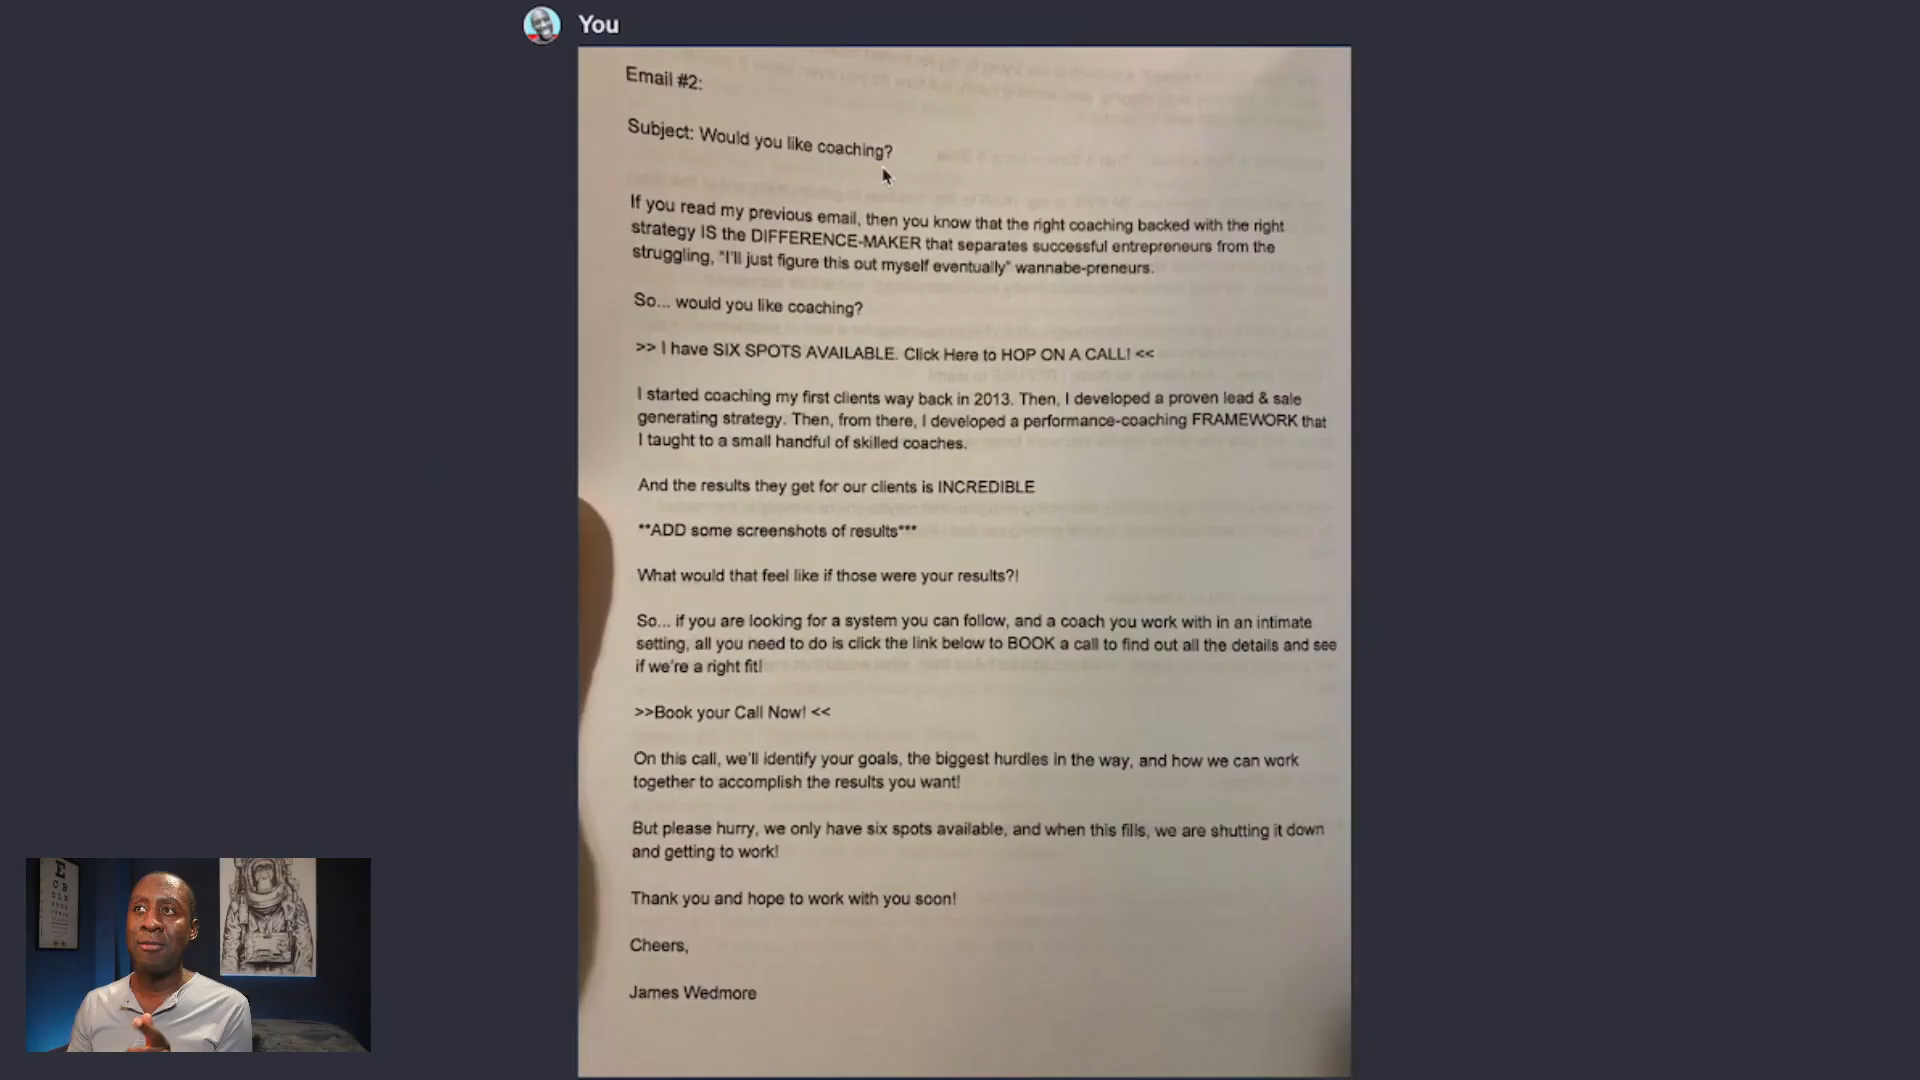 You
Email #2:
Subject: Would you like coaching?
If you read my previous email, then you know that the right coaching backed with the right
strategy IS the DIFFERENCE-MAKER that separates successful entrepreneurs from the
struggling, "I'll just figure this out myself eventually" wannabe-preneurs.
So... would you like coaching?
>> I have SIX SPOTS AVAILABLE. Click Here to HOP ON A CALL! <<
I started coaching my first clients way back in 2013. Then, I developed a proven lead & sale
generating strategy. Then, from there, I developed a performance-coaching FRAMEWORK that
I taught to a small handful of skilled coaches.
And the results they get for our clients is INCREDIBLE
**ADD some screenshots of results***
What would that feel like if those were your results?!
So... if you are looking for a system you can follow, and a coach you work with in an intimate
setting, all you need to do is click the link below to BOOK a call to find out all the details and see
if we're a right fit!
>>Book your Call Now! <<
On this call, we'll identify your goals, the biggest hurdles in the way, and how we can work
together to accomplish the results you want!
But please hurry, we only have six spots available, and when this fills, we are shutting it down
and getting to work!
Thank you and hope to work with you soon!
Cheers,
James Wedmore